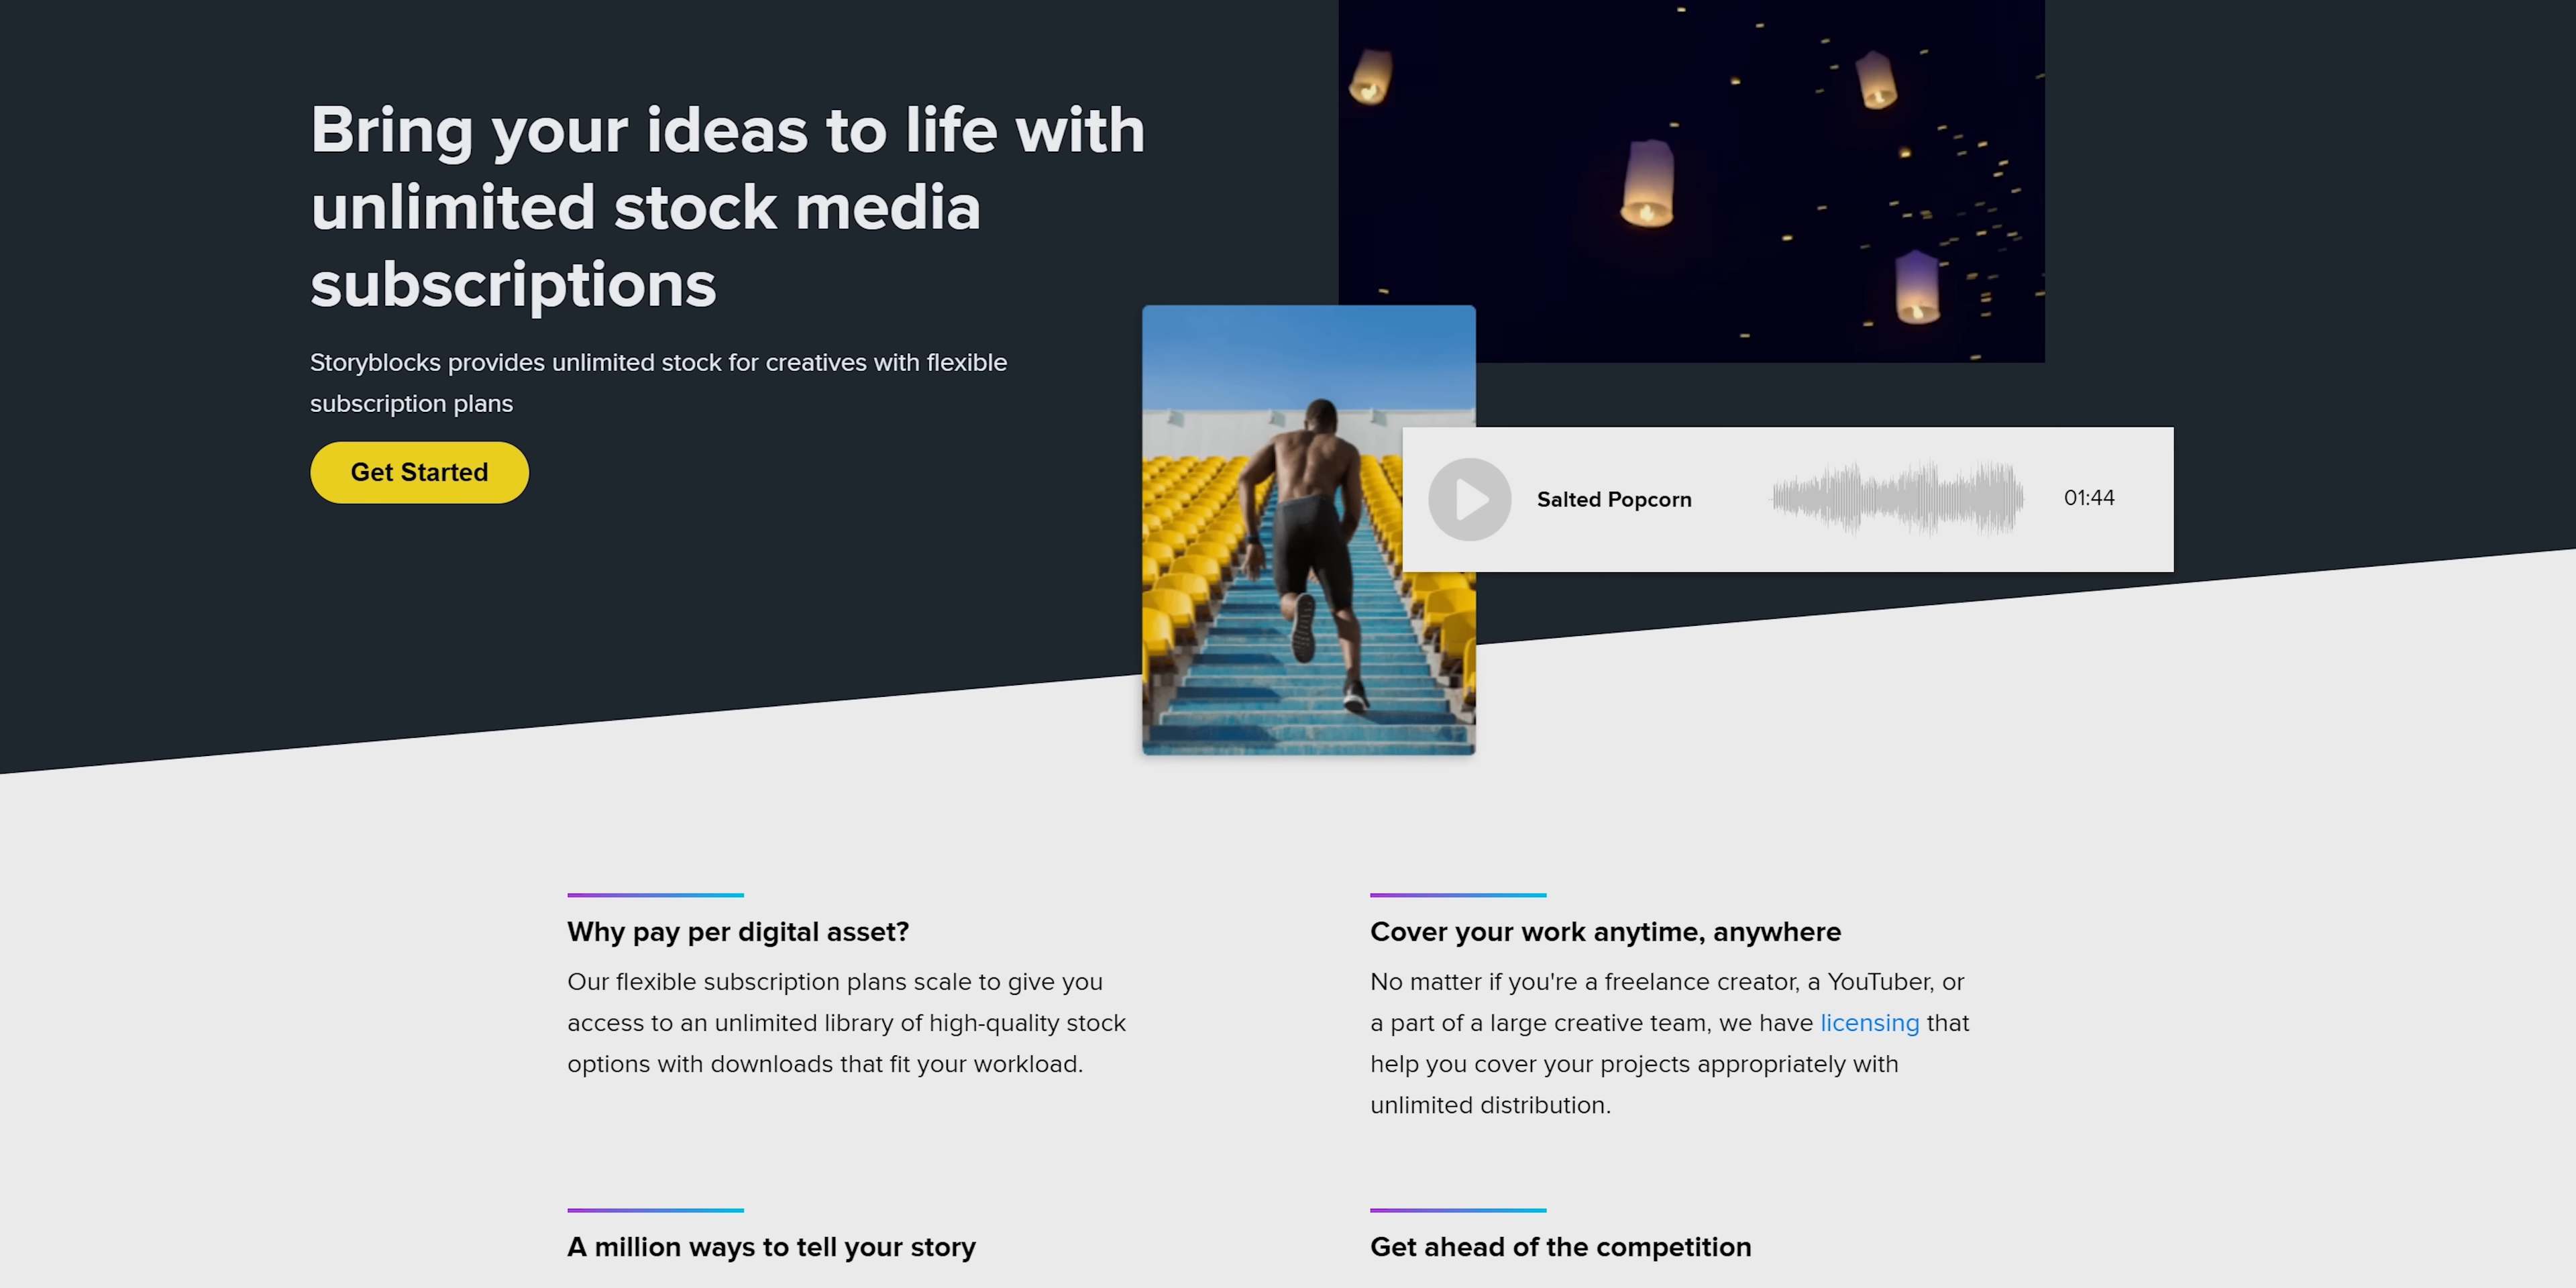 Bring your ideas to life with
unlimited stock media
subscriptions
Storyblocks provides unlimited stock for creatives with flexible
subscription plans
Get Started
Salted Popcorn
01:44
Why pay per digital asset?
Our flexible subscription plans scale to give you
access to an unlimited library of high-quality stock
options with downloads that fit your workload.
Cover your work anytime, anywhere
No matter if you're a freelance creator, a YouTuber, or
a part of a large creative team, we have licensing that
help you cover your projects appropriately with
unlimited distribution.
A million ways to tell your story
Get ahead of the competition